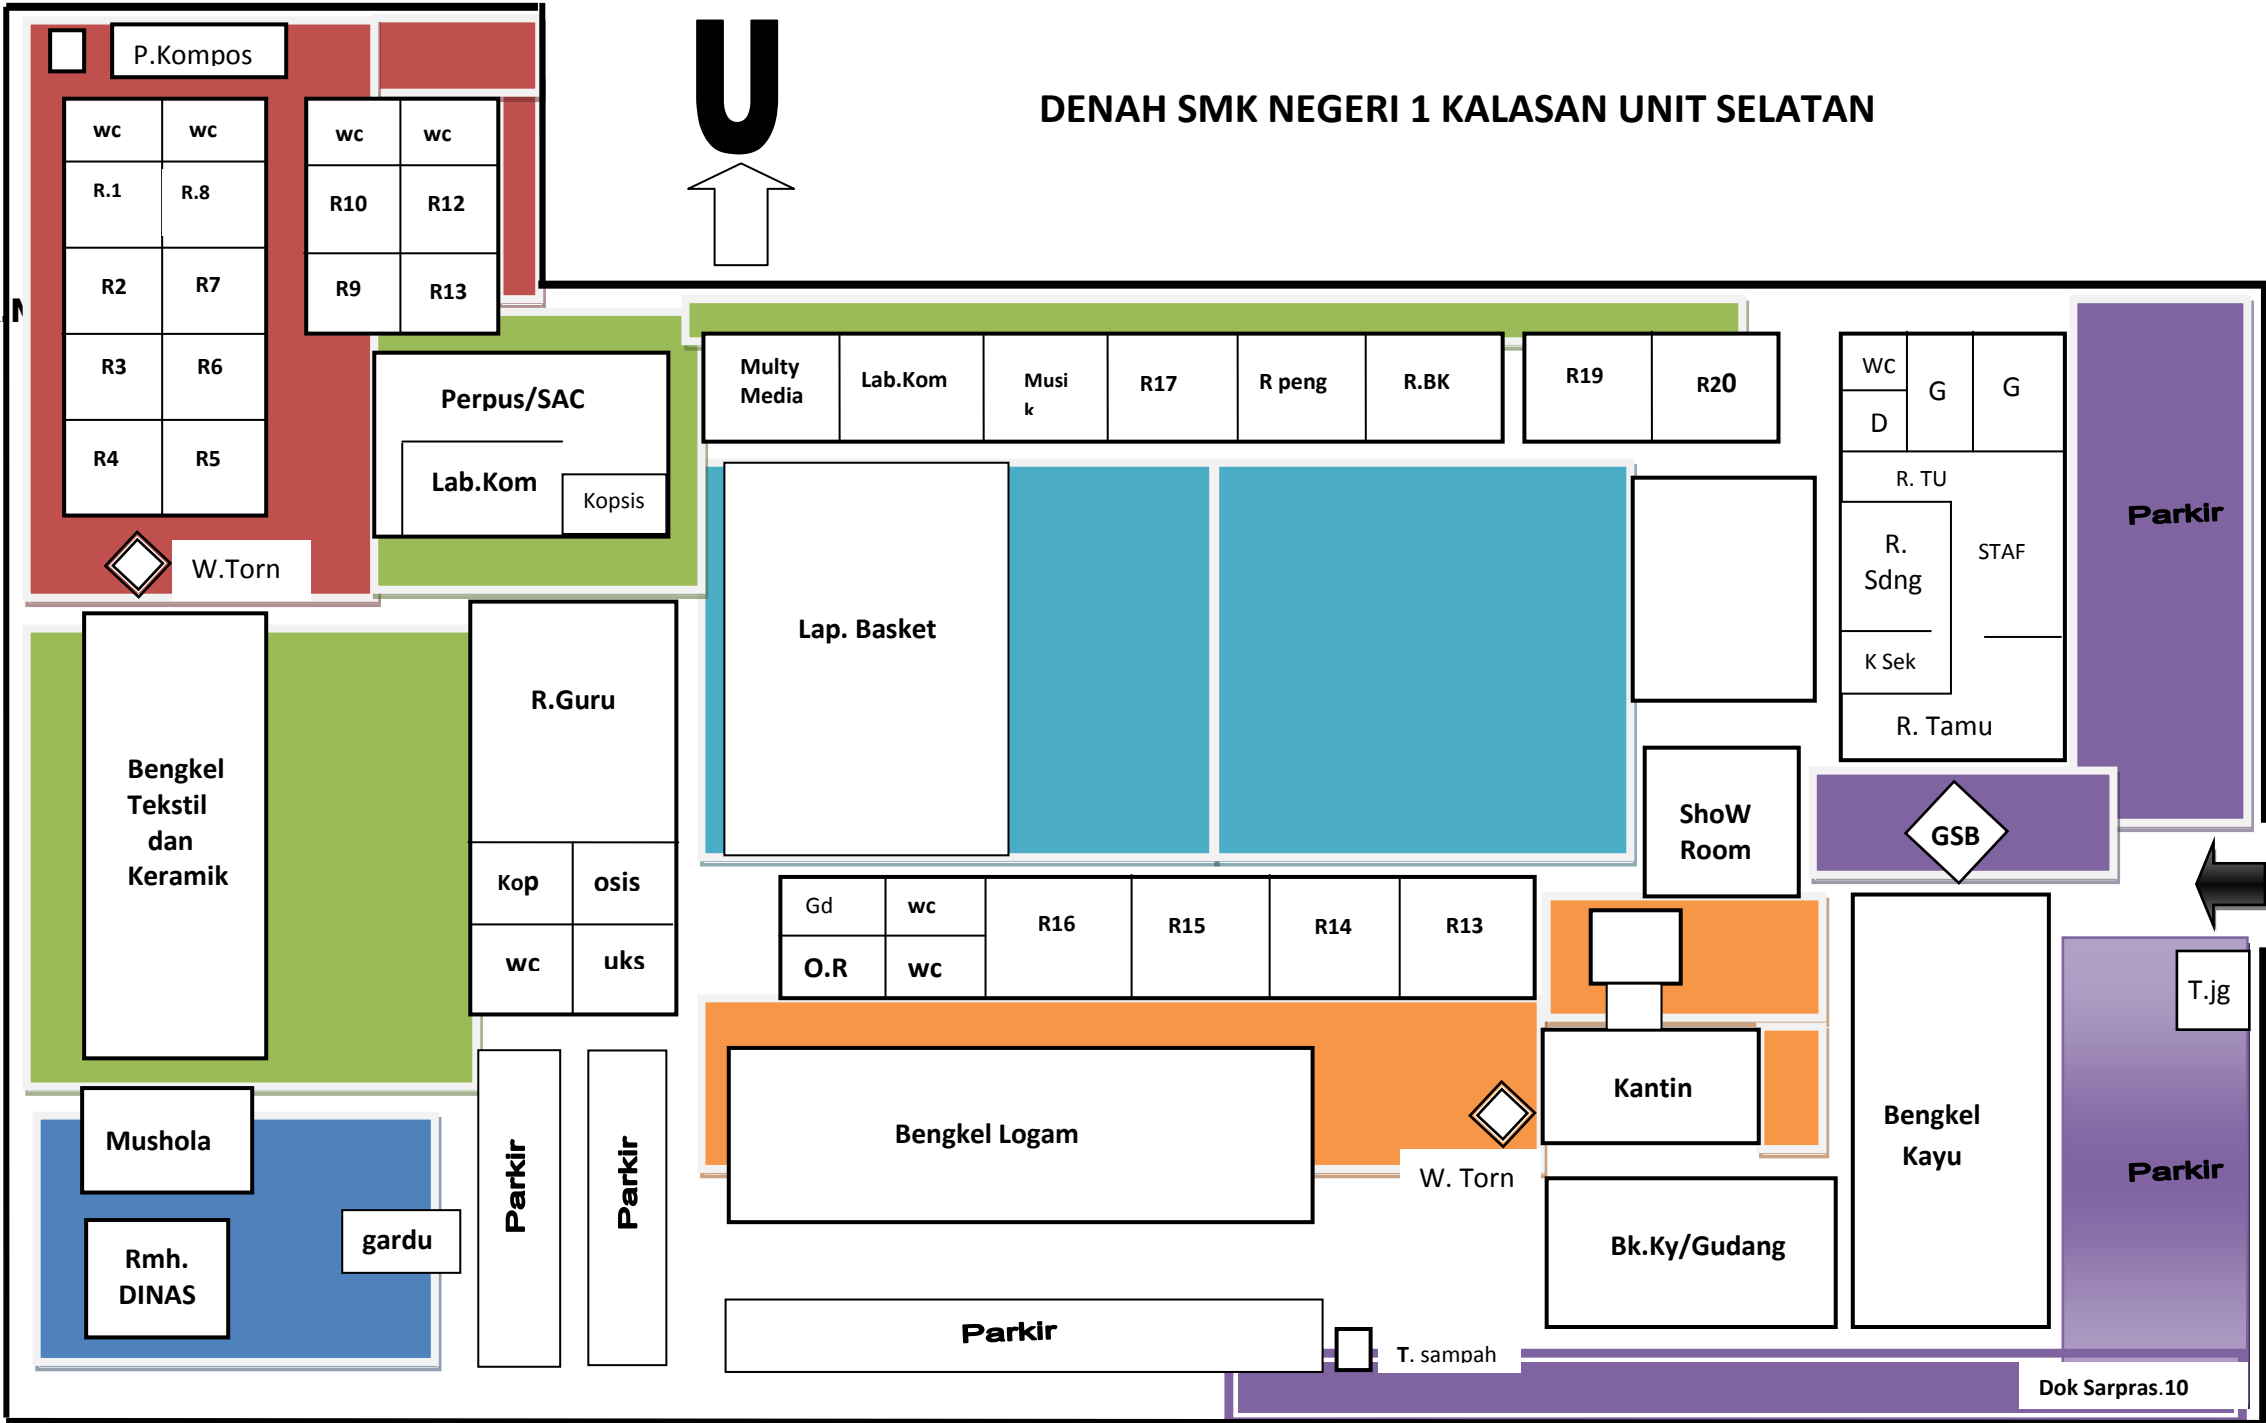 U
DENAH SMK NEGERI 1 KALASAN UNIT SELATAN
P.Kompos
wc
wc
R.1
R.8
R2
R7
R3
R6
R4
R5
wc
wc
R10
R12
R9
R13
W.Torn
Perpus/SAC
Lab.Kom
Kopsis
Multy
Media
Lab.Kom
Musi
k
R17
R peng
R.BK
R19
R20
WC
D
G
G
R. TU
R.
Sdng
STAF
K Sek
R. Tamu
Parkir
Lap. Basket
R.Guru
Kop
osis
wc
uks
Bengkel
Tekstil
dan
Keramik
ShoW
Room
GSB
Gd
wc
O.R
wc
R16
R15
R14
R13
T.jg
Kantin
Bengkel
Kayu
Parkir
Bengkel Logam
W. Torn
Bk.Ky/Gudang
Mushola
Rmh.
DINAS
gardu
Parkir
Parkir
Parkir
T. sampah
Dok Sarpras.10